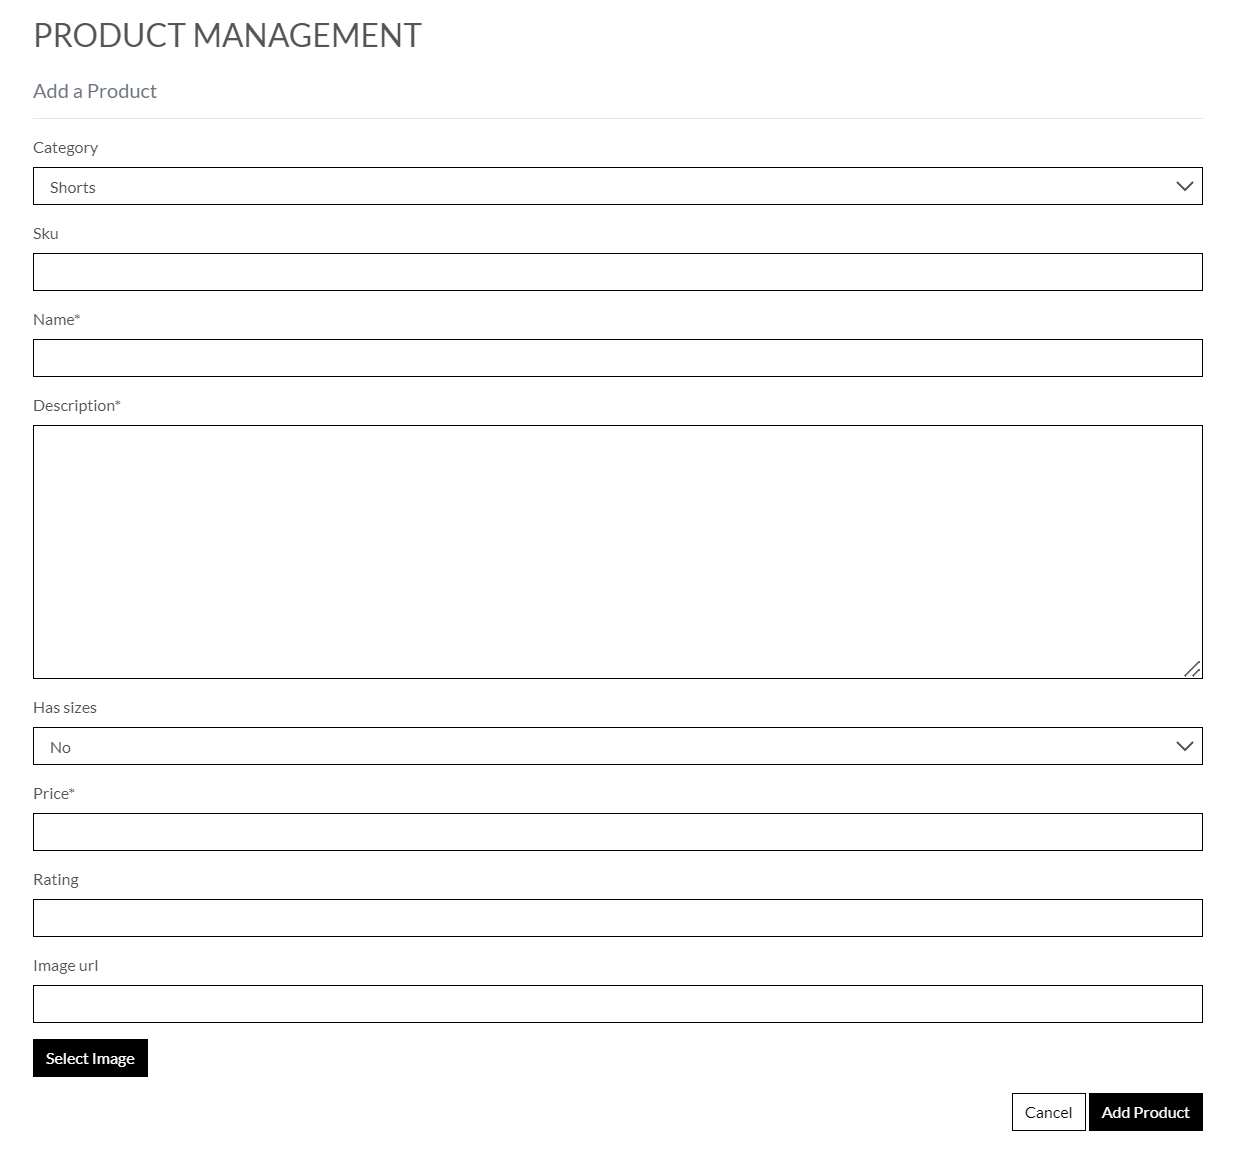 PRODUCT MANAGEMENT
Add a Product
Category
Shorts
Sku
Name*
Description*
Has sizes
No
Price*
Rating
Image url
Select Image
Cancel Add Product